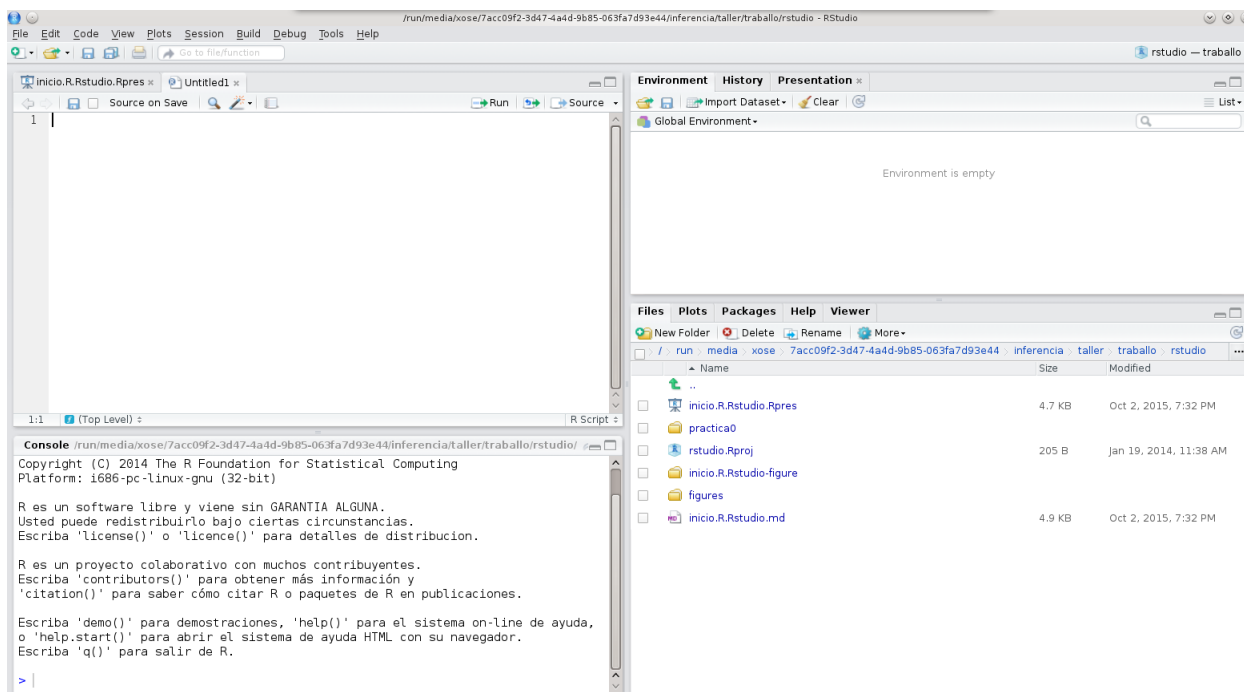 /run/media/xose/7acc09f2-3d47-4a4d-9b85-063fa7d93e44/inferencia/taller/traballo/rstudio - RStudio
File Edit Code View Plots Session Build Debug Tools Help
Go to file/function
rstudio — traballo
inicio.R.Rstudio.Rpres Untitled1
Source on Save Run Source
1
1:1 (Top Level) R Script
Console /run/media/xose/7acc09f2-3d47-4a4d-9b85-063fa7d93e44/inferencia/taller/traballo/rstudio/
Copyright (C) 2014 The R Foundation for Statistical Computing
Platform: i686-pc-linux-gnu (32-bit)
R es un software libre y viene sin GARANTIA ALGUNA.
Usted puede redistribuirlo bajo ciertas circunstancias.
Escriba 'license()' o 'licence()' para detalles de distribucion.
R es un proyecto colaborativo con muchos contribuyentes.
Escriba 'contributors()' para obtener más información y
'citation()' para saber cómo citar R o paquetes de R en publicaciones.
Escriba 'demo()' para demostraciones, 'help()' para el sistema on-line de ayuda,
o 'help.start()' para abrir el sistema de ayuda HTML con su navegador.
Escriba 'q()' para salir de R.
>
Environment History Presentation
Import Dataset Clear List
Global Environment
Environment is empty
Files Plots Packages Help Viewer
New Folder Delete Rename More
/ run media xose 7acc09f2-3d47-4a4d-9b85-063fa7d93e44 inferencia taller traballo rstudio ...
Name Size Modified
..
inicio.R.Rstudio.Rpres 4.7 KB Oct 2, 2015, 7:32 PM
practica0
rstudio.Rproj 205 B Jan 19, 2014, 11:38 AM
inicio.R.Rstudio-figure
figures
inicio.R.Rstudio.md 4.9 KB Oct 2, 2015, 7:32 PM